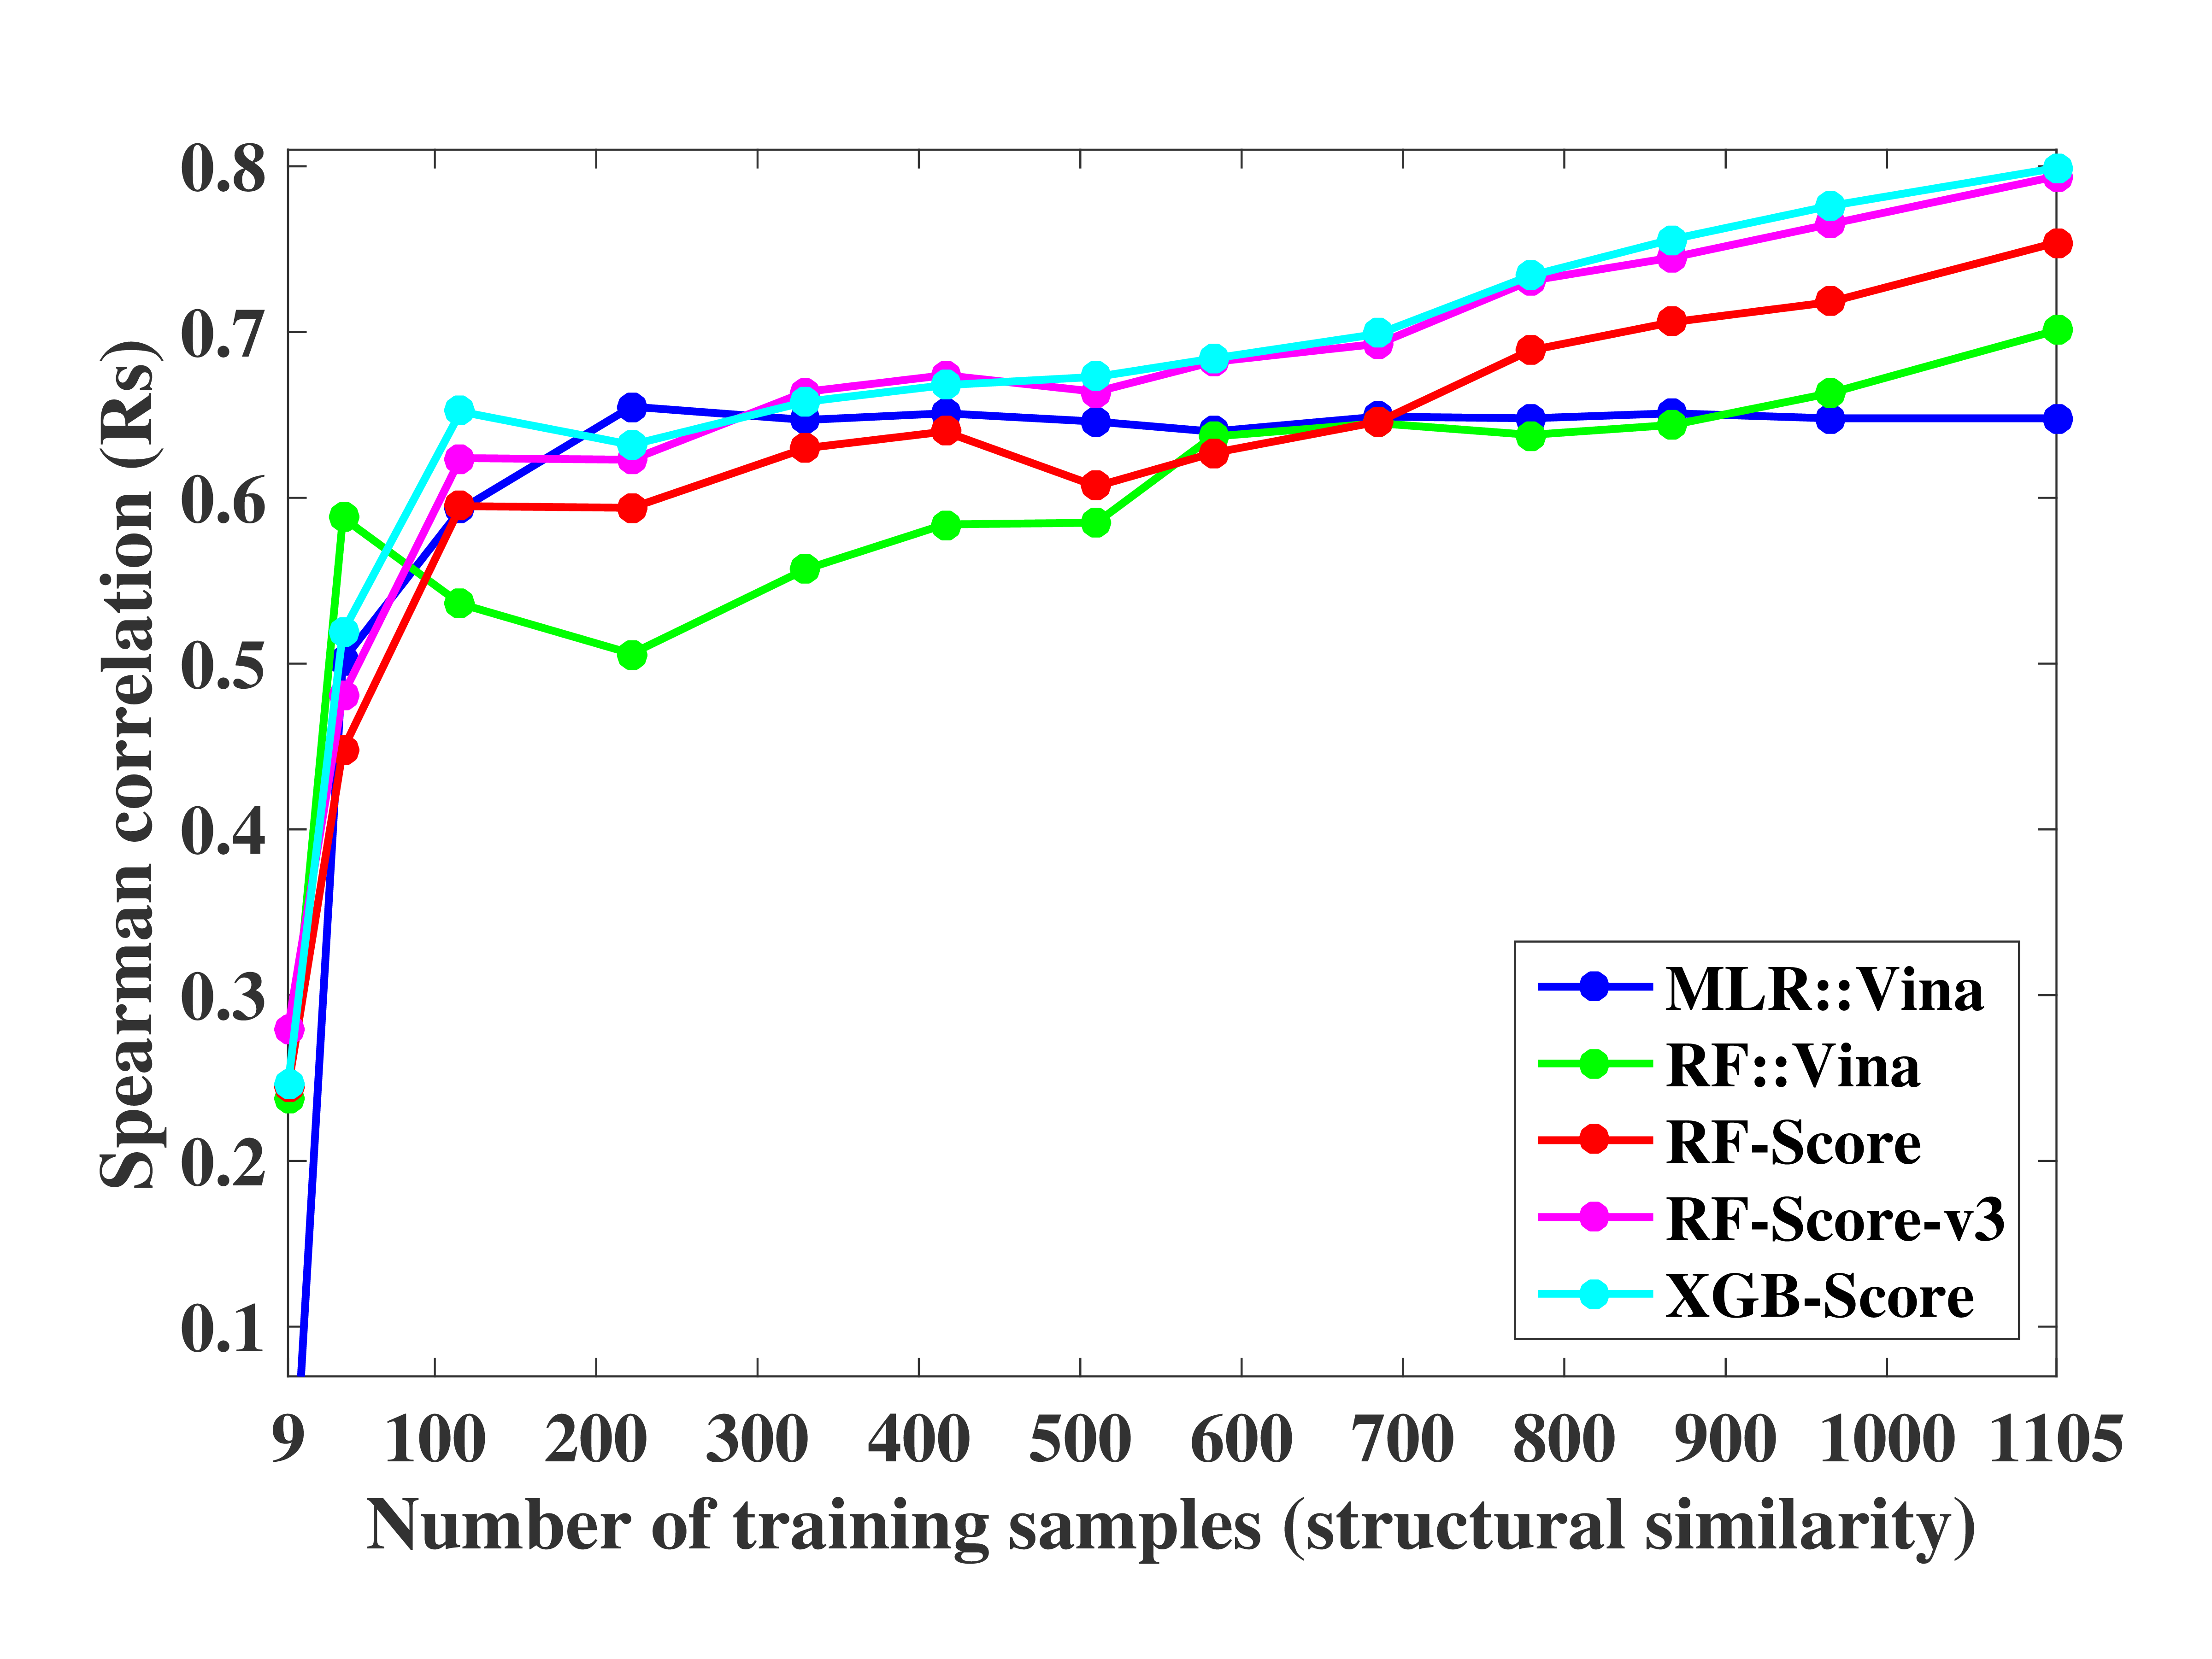 Spearman correlation (Rs)
0.8
0.7
0.6
0.5
0.4
0.3
0.2
0.1
MLR::Vina
RF::Vina
RF-Score
RF-Score-v3
XGB-Score
9 100 200 300 400 500 600 700 800 900 1000 1105
Number of training samples (structural similarity)